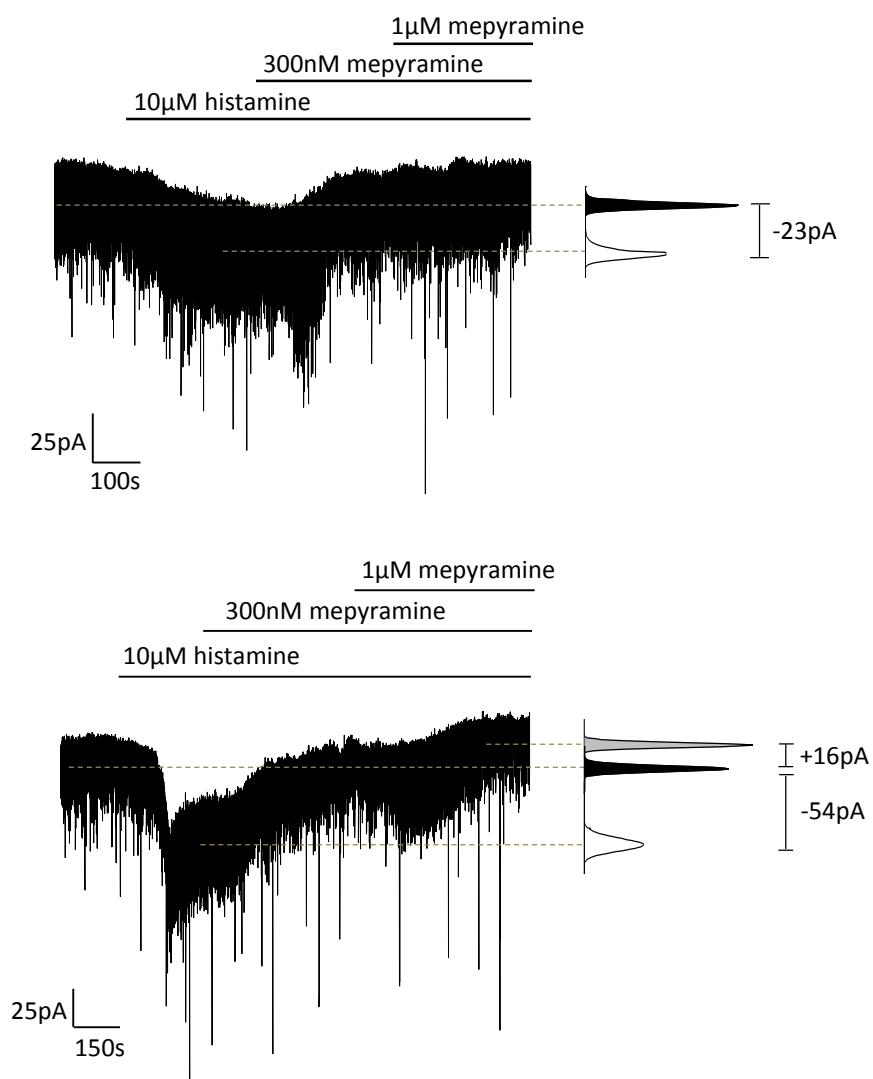 1µM mepyramine
300nM mepyramine
10µM histamine
-23pA
25pA
100s
1µM mepyramine
300nM mepyramine
10µM histamine
+16pA
-54pA
25pA
150s